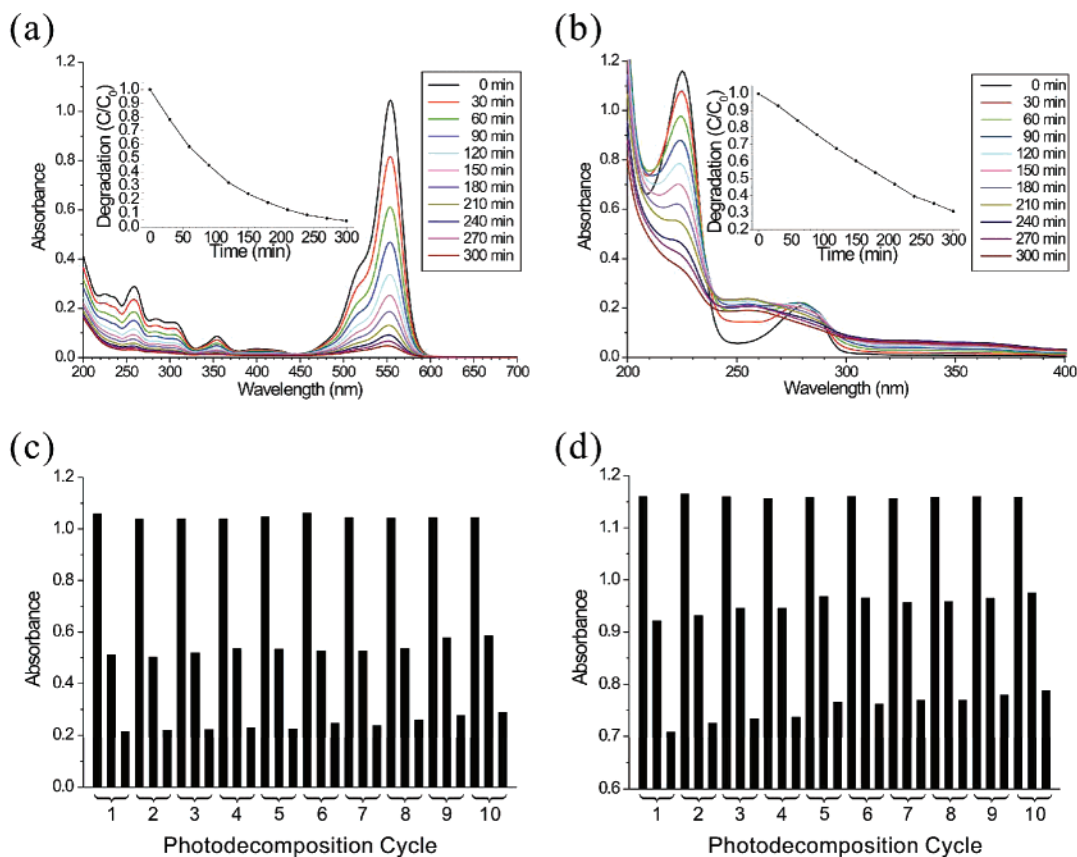 (a)
1.2
1.0
0.8
0.6
0.4
0.2
0.0
Absorbance
200 250 300 350 400 450 500 550 600 650 700
Wavelength (nm)
1.0
0.9
0.8
0.7
0.6
0.5
0.4
0.3
0.2
0.1
0.0
Degradation (C/C0)
0 50 100 150 200 250 300
Time (min)
0 min
30 min
60 min
90 min
120 min
150 min
180 min
210 min
240 min
270 min
300 min
(b)
1.2
1.0
0.8
0.6
0.4
0.2
0.0
Absorbance
200 250 300 350 400
Wavelength (nm)
1.0
0.9
0.8
0.7
0.6
0.5
0.4
0.3
0.2
Degradation (C/C0)
0 50 100 150 200 250 300
Time (min)
0 min
30 min
60 min
90 min
120 min
150 min
180 min
210 min
240 min
270 min
300 min
(c)
1.2
1.0
0.8
0.6
0.4
0.2
0.0
Absorbance
1 2 3 4 5 6 7 8 9 10
Photodecomposition Cycle
(d)
1.2
1.1
1.0
0.9
0.8
0.7
0.6
Absorbance
1 2 3 4 5 6 7 8 9 10
Photodecomposition Cycle